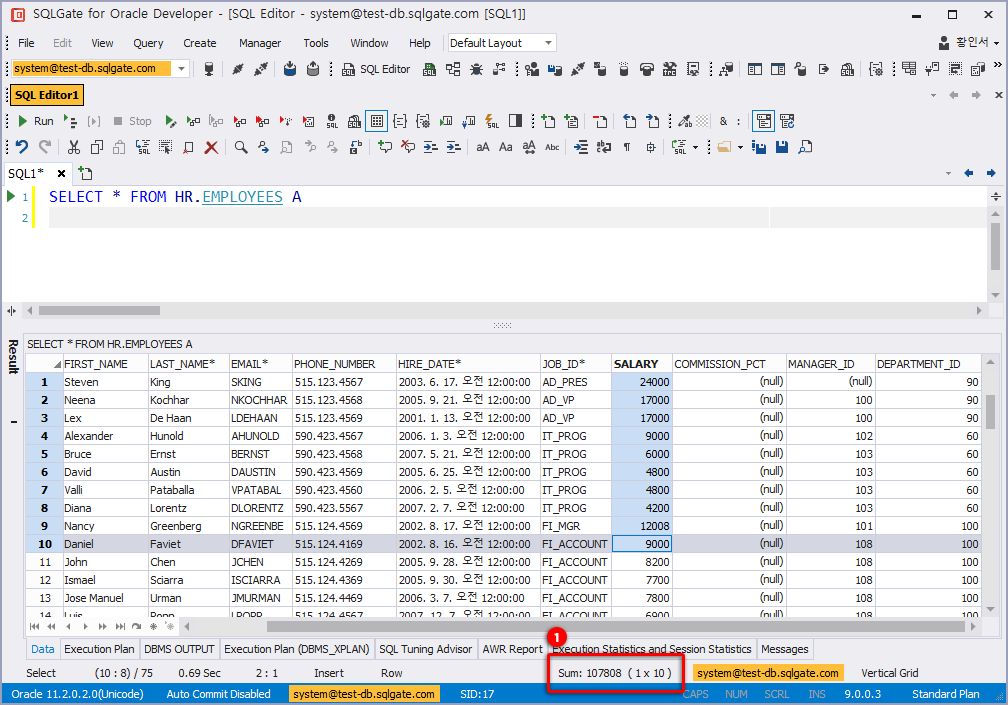 SQLGate for Oracle Developer - [SQL Editor - system@test-db.sqlgate.com [SQL1]]
File Edit View Query Create Manager Tools Window Help Default Layout 황인서
system@test-db.sqlgate.com SQL Editor
SQL Editor1
Run Stop
SQL1*
1 SELECT * FROM HR.EMPLOYEES A
2
Result
SELECT * FROM HR.EMPLOYEES A
FIRST_NAME LAST_NAME* EMAIL* PHONE_NUMBER HIRE_DATE* JOB_ID* SALARY COMMISSION_PCT MANAGER_ID DEPARTMENT_ID
1 Steven King SKING 515.123.4567 2003. 6. 17. 오전 12:00:00 AD_PRES 24000 (null) (null) 90
2 Neena Kochhar NKOCHHAR 515.123.4568 2005. 9. 21. 오전 12:00:00 AD_VP 17000 (null) 100 90
3 Lex De Haan LDEHAAN 515.123.4569 2001. 1. 13. 오전 12:00:00 AD_VP 17000 (null) 100 90
4 Alexander Hunold AHUNOLD 590.423.4567 2006. 1. 3. 오전 12:00:00 IT_PROG 9000 (null) 102 60
5 Bruce Ernst BERNST 590.423.4568 2007. 5. 21. 오전 12:00:00 IT_PROG 6000 (null) 103 60
6 David Austin DAUSTIN 590.423.4569 2005. 6. 25. 오전 12:00:00 IT_PROG 4800 (null) 103 60
7 Valli Pataballa VPATABAL 590.423.4560 2006. 2. 5. 오전 12:00:00 IT_PROG 4800 (null) 103 60
8 Diana Lorentz DLORENTZ 590.423.5567 2007. 2. 7. 오전 12:00:00 IT_PROG 4200 (null) 103 60
9 Nancy Greenberg NGREENBE 515.124.4569 2002. 8. 17. 오전 12:00:00 FI_MGR 12008 (null) 101 100
10 Daniel Faviet DFAVIET 515.124.4169 2002. 8. 16. 오전 12:00:00 FI_ACCOUNT 9000 (null) 108 100
11 John Chen JCHEN 515.124.4269 2005. 9. 28. 오전 12:00:00 FI_ACCOUNT 8200 (null) 108 100
12 Ismael Sciarra ISCIARRA 515.124.4369 2005. 9. 30. 오전 12:00:00 FI_ACCOUNT 7700 (null) 108 100
13 Jose Manuel Urman JMURMAN 515.124.4469 2006. 3. 7. 오전 12:00:00 FI_ACCOUNT 7800 (null) 108 100
14 Luis Popp LPOPP 515.124.4567 2007. 12. 7. 오전 12:00:00 FI_ACCOUNT 6900 (null) 108 100
1
Data Execution Plan DBMS OUTPUT Execution Plan (DBMS_XPLAN) SQL Tuning Advisor AWR Report Execution Statistics and Session Statistics Messages
Select (10 : 8) / 75 0.69 Sec 2 : 1 Insert Row Sum: 107808 ( 1 x 10 ) system@test-db.sqlgate.com Vertical Grid
Oracle 11.2.0.2.0(Unicode) Auto Commit Disabled system@test-db.sqlgate.com SID:17 CAPS NUM SCRL INS 9.0.0.3 Standard Plan